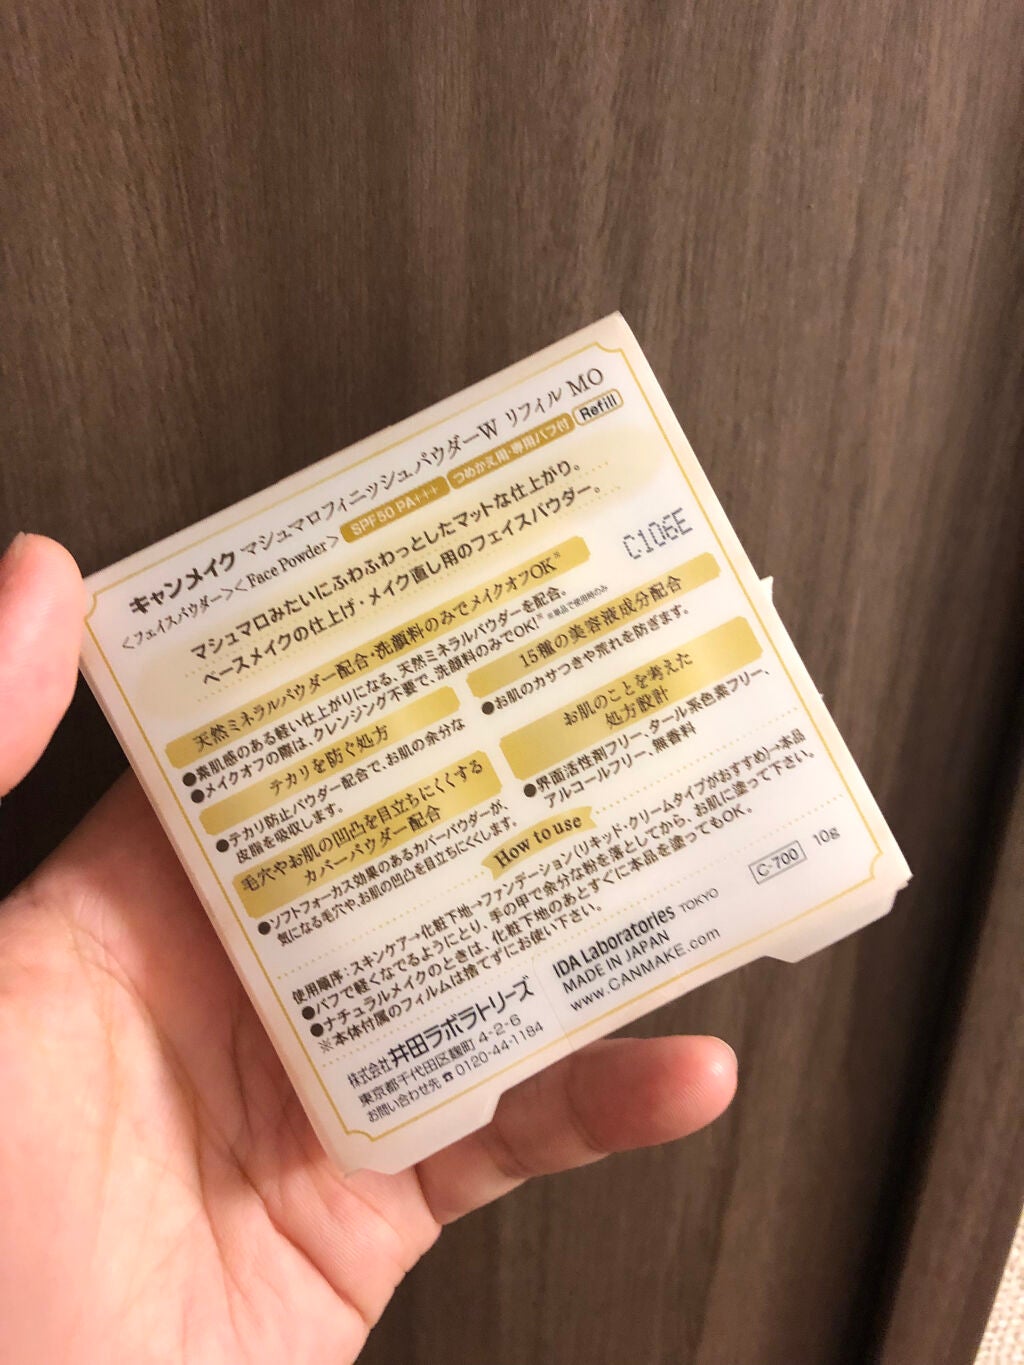 キャンメイク マシュマロフィニッシュパウダーW リフィル MO
<フェイスパウダー><Face Powder> SPF50 PA+++ つめかえ用・専用パフ付 Refill
マシュマロみたいにふわふわっとしたマットな仕上がり。
ベースメイクの仕上げ・メイク直し用のフェイスパウダー。
C106E
天然ミネラルパウダー配合・洗顔料のみでメイクオフOK※
●素肌感のある軽い仕上がりになる、天然ミネラルパウダーを配合。
●メイクオフの際は、クレンジング不要で、洗顔料のみでOK!※ ※単品で使用時のみ
テカリを防ぐ処方
●テカリ防止パウダー配合で、お肌の余分な
皮脂を吸収します。
毛穴やお肌の凹凸を目立ちにくくする
カバーパウダー配合
●ソフトフォーカス効果のあるカバーパウダーが、
気になる毛穴や、お肌の凹凸を目立ちにくくします。
15種の美容液成分配合
●お肌のカサつきや荒れを防ぎます。
お肌のことを考えた
処方設計
●界面活性剤フリー、タール系色素フリー、
アルコールフリー、無香料
How to use
使用順序：スキンケア→化粧下地→ファンデーション(リキッド・クリームタイプがおすすめ)→本品
●パフで軽くなでるようにとり、手の甲で余分な粉を落としてから、お肌に塗って下さい。
●ナチュラルメイクのときは、化粧下地のあとすぐに本品を塗ってもOK。
※本体付属のフィルムは捨てずにお使い下さい。
株式会社 井田ラボラトリーズ
東京都千代田区麹町 4-2-6
お問い合わせ先 ☎ 0120-44-1184
IDA Laboratories TOKYO
MADE IN JAPAN
www.CANMAKE.com
C-700 10g